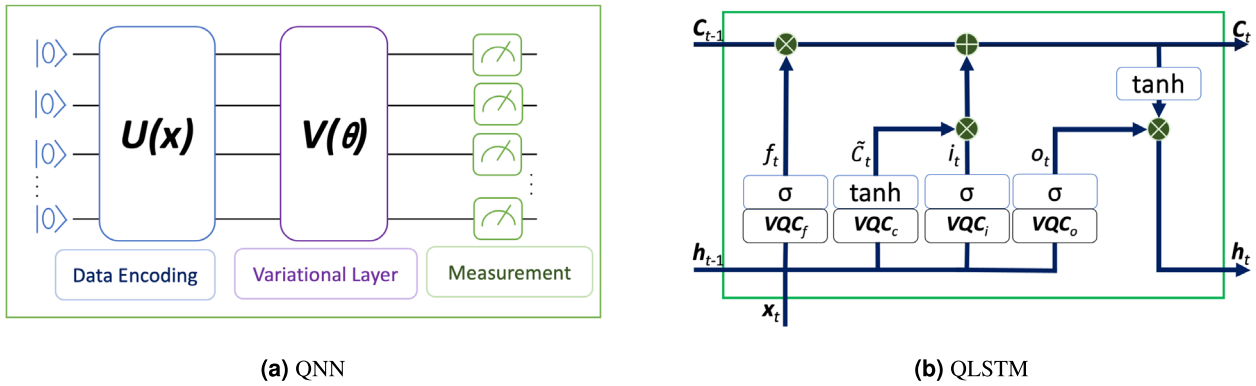 |0⟩
|0⟩
|0⟩
|0⟩
U(x)
V(θ)
Data Encoding
Variational Layer
Measurement
(a) QNN
C_{t-1}
C_t
tanh
f_t
C̃_t
i_t
o_t
σ
tanh
σ
σ
VQC_f
VQC_c
VQC_i
VQC_o
h_{t-1}
h_t
x_t
(b) QLSTM